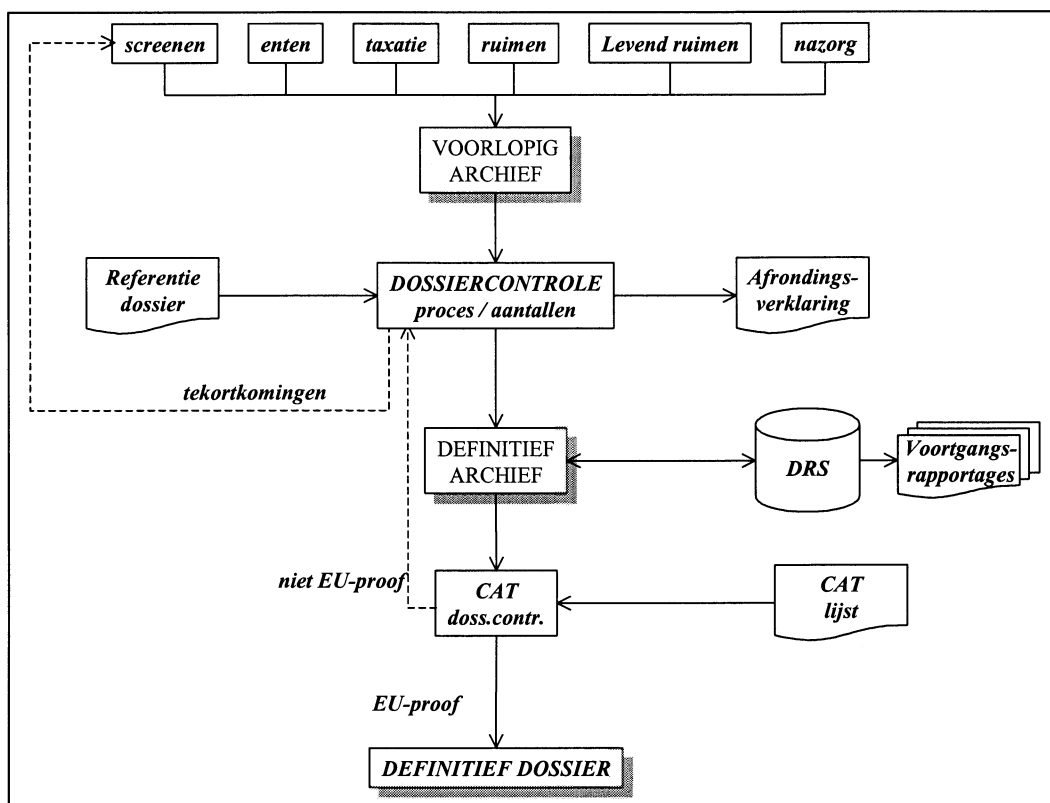 screenen
enten
taxatie
ruimen
Levend ruimen
nazorg
VOORLOPIG
ARCHIEF
Referentie
dossier
DOSSIERCONTROLE
proces / aantallen
Afrondings-
verklaring
tekortkomingen
DEFINITIEF
ARCHIEF
DRS
Voortgangs-
rapportages
niet EU-proof
CAT
doss.contr.
CAT
lijst
EU-proof
DEFINITIEF DOSSIER